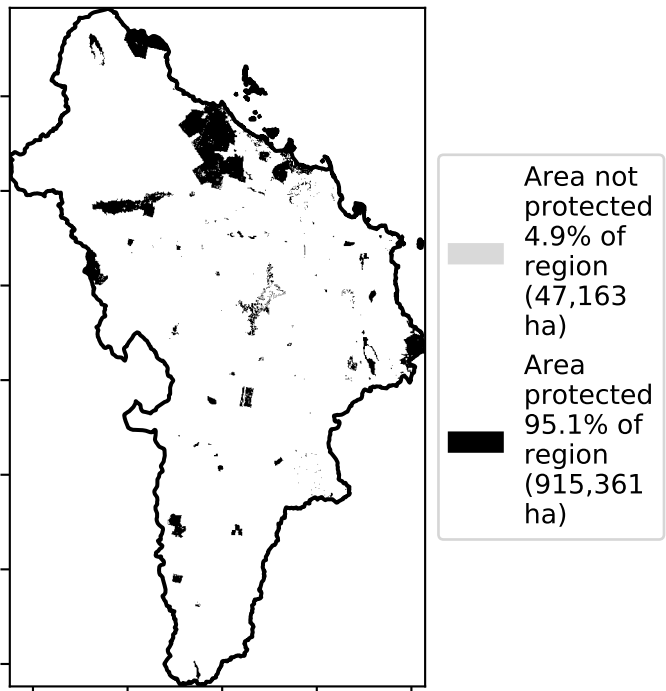 Area not
protected
4.9% of
region
(47,163
ha)
Area
protected
95.1% of
region
(915,361
ha)